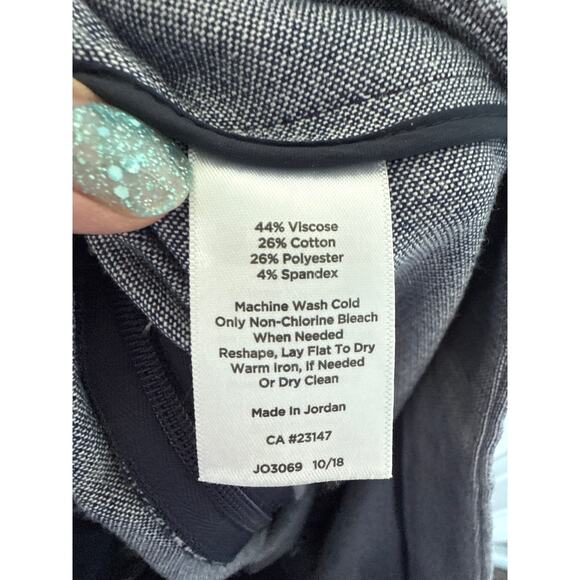 44% Viscose
26% Cotton
26% Polyester
4% Spandex
Machine Wash Cold
Only Non-Chlorine Bleach
When Needed
Reshape, Lay Flat To Dry
Warm Iron, If Needed
Or Dry Clean
Made In Jordan
CA #23147
JO3069 10/18